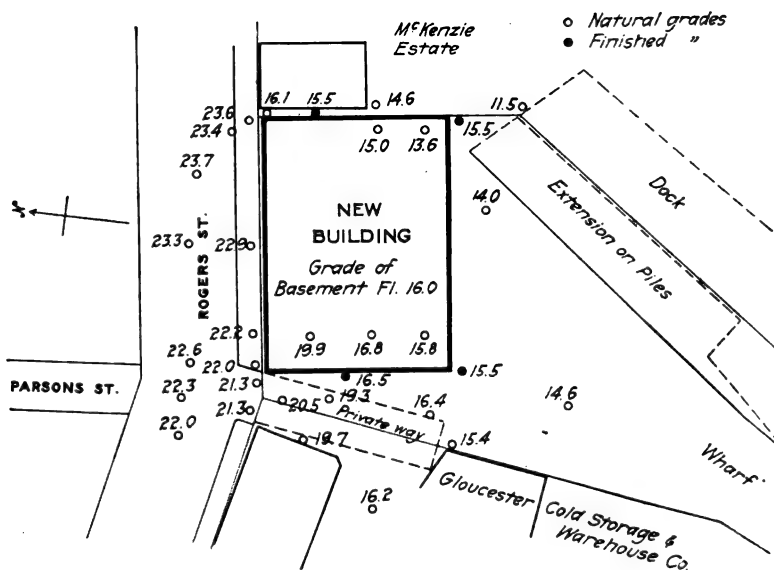 McKenzie
Estate
○ Natural grades
● Finished "
16.1
15.5
14.6
11.5
23.6
23.4
15.0
13.6
15.5
23.7
14.0
Dock
Extension on Piles
N
NEW
BUILDING
ROGERS ST.
23.3
22.9
Grade of
Basement Fl. 16.0
22.2
19.9
16.8
15.8
22.6
22.0
PARSONS ST.
22.3
21.3
16.5
15.5
20.5
19.3
16.4
14.6
21.3
22.0
Private way
19.7
15.4
Wharf
16.2
Gloucester
Cold Storage &
Warehouse Co.